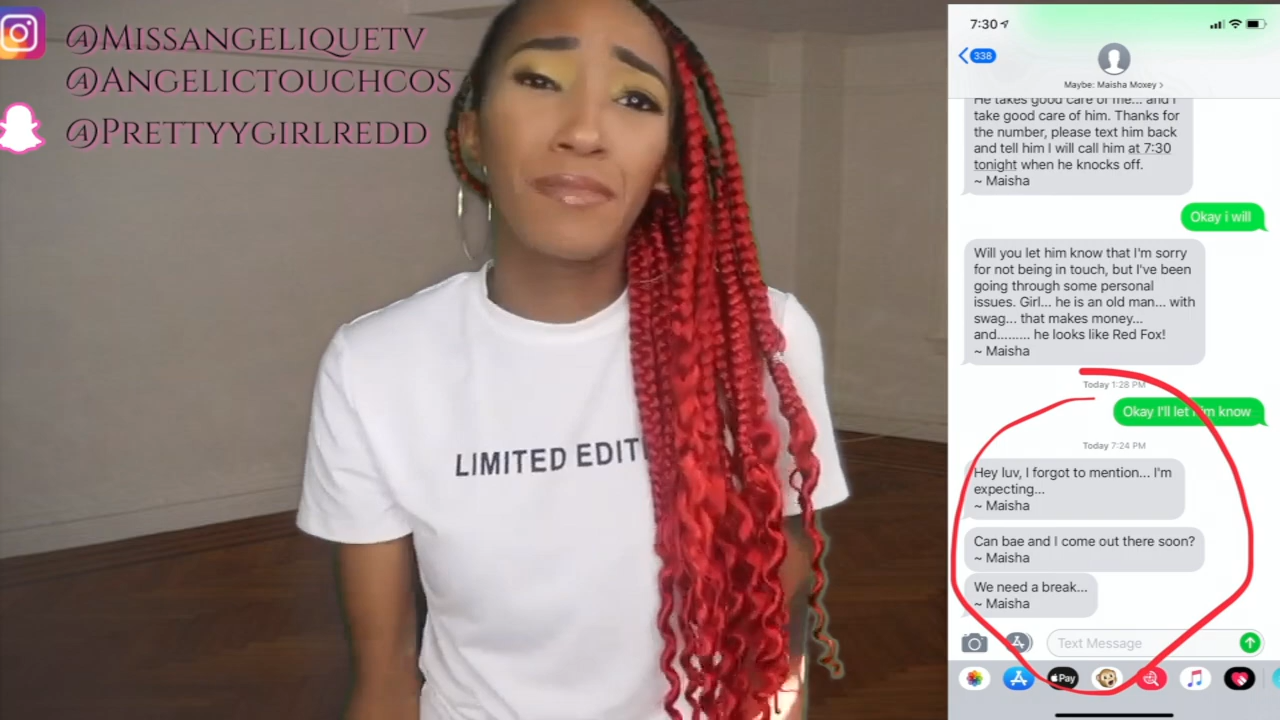 @Missangeliquetv
@Angelictouchcos
@Prettyygirlredd
LIMITED EDIT
7:30
338
Maybe: Maisha Moxey >
He takes good care of me... and I
take good care of him. Thanks for
the number, please text him back
and tell him I will call him at 7:30
tonight when he knocks off.
~ Maisha
Okay i will
Will you let him know that I'm sorry
for not being in touch, but I've been
going through some personal
issues. Girl... he is an old man... with
swag... that makes money...
and......... he looks like Red Fox!
~ Maisha
Today 1:28 PM
Okay I'll let him know
Today 7:24 PM
Hey luv, I forgot to mention... I'm
expecting...
~ Maisha
Can bae and I come out there soon?
~ Maisha
We need a break...
~ Maisha
Text Message
Pay